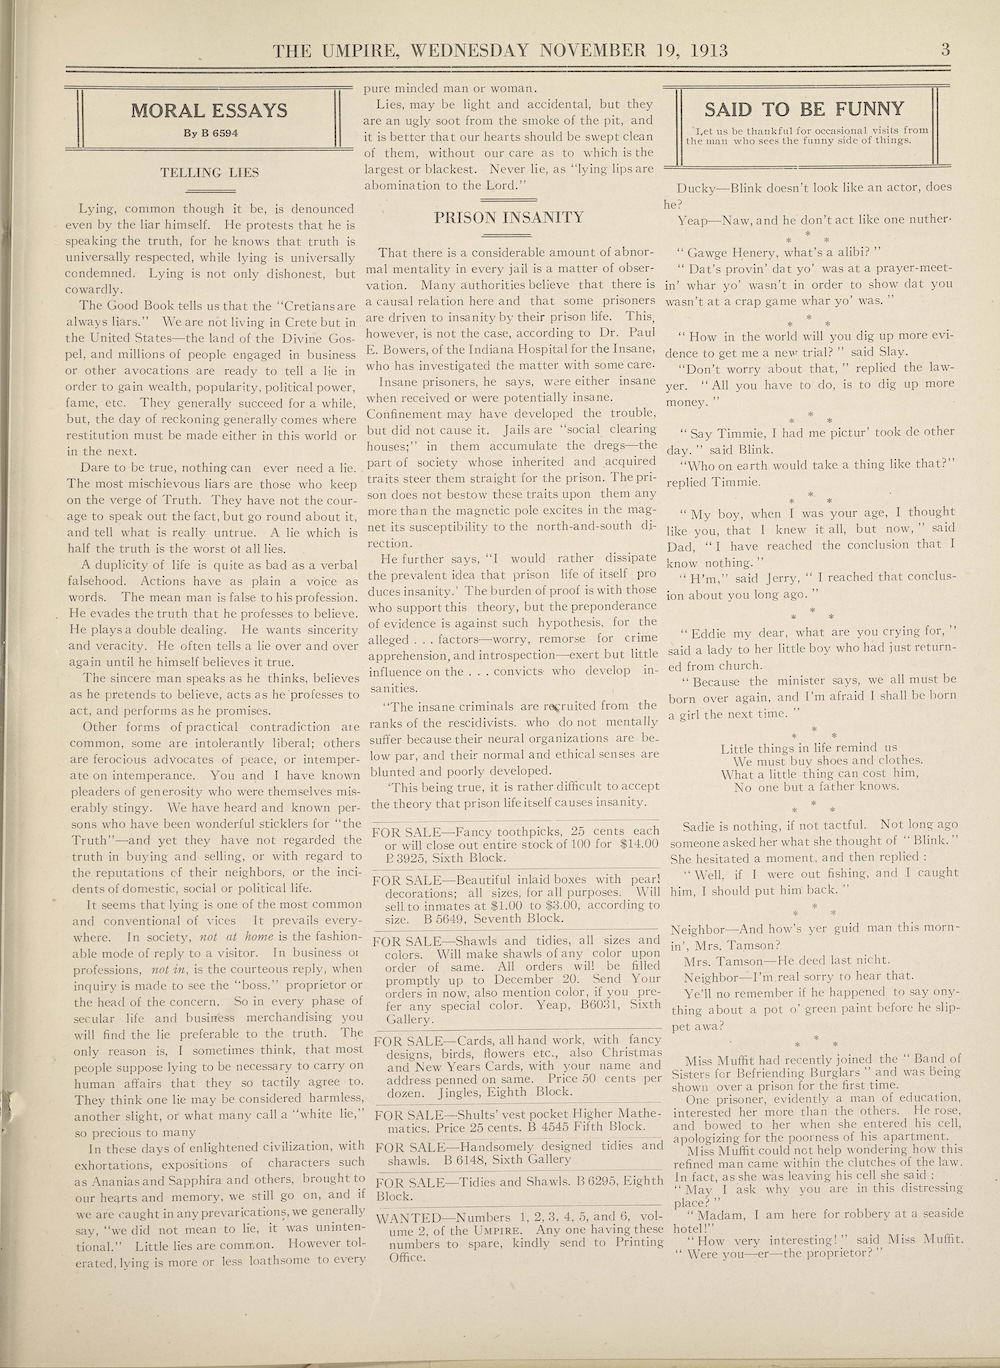 THE UMPIRE, WEDNESDAY NOVEMBER 19, 1913
3
MORAL ESSAYS
By B 6594
TELLING LIES
Lying, common though it be, is denounced
even by the liar himself. He protests that he is
speaking the truth, for he knows that truth is
universally respected, while lying is universally
condemned. Lying is not only dishonest, but
cowardly.
The Good Book tells us that the "Cretians are
always liars." We are not living in Crete but in
the United States—the land of the Divine Gos-
pel, and millions of people engaged in business
or other avocations are ready to tell a lie in
order to gain wealth, popularity, political power,
fame, etc. They generally succeed for a while,
but, the day of reckoning generally comes where
restitution must be made either in this world or
in the next.
Dare to be true, nothing can ever need a lie.
The most mischievous liars are those who keep
on the verge of Truth. They have not the cour-
age to speak out the fact, but go round about it,
and tell what is really untrue. A lie which is
half the truth is the worst of all lies.
A duplicity of life is quite as bad as a verbal
falsehood. Actions have as plain a voice as
words. The mean man is false to his profession.
He evades the truth that he professes to believe.
He plays a double dealing. He wants sincerity
and veracity. He often tells a lie over and over
again until he himself believes it true.
The sincere man speaks as he thinks, believes
as he pretends to believe, acts as he professes to
act, and performs as he promises.
Other forms of practical contradiction are
common, some are intolerantly liberal; others
are ferocious advocates of peace, or intemper-
ate on intemperance. You and I have known
pleaders of generosity who were themselves mis-
erably stingy. We have heard and known per-
sons who have been wonderful sticklers for "the
Truth"—and yet they have not regarded the
truth in buying and selling, or with regard to
the reputations of their neighbors, or the inci-
dents of domestic, social or political life.
It seems that lying is one of the most common
and conventional of vices It prevails every-
where. In society, not at home is the fashion-
able mode of reply to a visitor. In business or
professions, not in, is the courteous reply, when
inquiry is made to see the "boss," proprietor or
the head of the concern. So in every phase of
secular life and business merchandising you
will find the lie preferable to the truth. The
only reason is, I sometimes think, that most
people suppose lying to be necessary to carry on
human affairs that they so tactily agree to.
They think one lie may be considered harmless,
another slight, or what many call a "white lie,"
so precious to many
In these days of enlightened civilization, with
exhortations, expositions of characters such
as Ananias and Sapphira and others, brought to
our hearts and memory, we still go on, and if
we are caught in any prevarications, we generally
say, "we did not mean to lie, it was uninten-
tional." Little lies are common. However tol-
erated, lying is more or less loathsome to every
pure minded man or woman.
Lies, may be light and accidental, but they
are an ugly soot from the smoke of the pit, and
it is better that our hearts should be swept clean
of them, without our care as to which is the
largest or blackest. Never lie, as "lying lips are
abomination to the Lord."
PRISON INSANITY
That there is a considerable amount of abnor-
mal mentality in every jail is a matter of obser-
vation. Many authorities believe that there is
a causal relation here and that some prisoners
are driven to insanity by their prison life. This,
however, is not the case, according to Dr. Paul
E. Bowers, of the Indiana Hospital for the Insane,
who has investigated the matter with some care.
Insane prisoners, he says, were either insane
when received or were potentially insane.
Confinement may have developed the trouble,
but did not cause it. Jails are "social clearing
houses;" in them accumulate the dregs—the
part of society whose inherited and acquired
traits steer them straight for the prison. The pri-
son does not bestow these traits upon them any
more than the magnetic pole excites in the mag-
net its susceptibility to the north-and-south di-
rection.
He further says, "I would rather dissipate
the prevalent idea that prison life of itself pro
duces insanity.' The burden of proof is with those
who support this theory, but the preponderance
of evidence is against such hypothesis, for the
alleged . . . factors—worry, remorse for crime
apprehension, and introspection—exert but little
influence on the . . . convicts who develop in-
sanities.
"The insane criminals are recruited from the
ranks of the rescidivists. who do not mentally
suffer because their neural organizations are be-
low par, and their normal and ethical senses are
blunted and poorly developed.
'This being true, it is rather difficult to accept
the theory that prison life itself causes insanity.
FOR SALE—Fancy toothpicks, 25 cents each
or will close out entire stock of 100 for $14.00
B 3925, Sixth Block.
FOR SALE—Beautiful inlaid boxes with pearl
decorations; all sizes, for all purposes. Will
sell to inmates at $1.00 to $3.00, according to
size. B 5649, Seventh Block.
FOR SALE—Shawls and tidies, all sizes and
colors. Will make shawls of any color upon
order of same. All orders will be filled
promptly up to December 20. Send Your
orders in now, also mention color, if you pre-
fer any special color. Yeap, B6031, Sixth
Gallery.
FOR SALE—Cards, all hand work, with fancy
designs, birds, flowers etc., also Christmas
and New Years Cards, with your name and
address penned on same. Price 50 cents per
dozen. Jingles, Eighth Block.
FOR SALE—Shults' vest pocket Higher Mathe-
matics, Price 25 cents. B 4545 Fifth Block.
FOR SALE—Handsomely designed tidies and
shawls. B 6148, Sixth Gallery
FOR SALE—Tidies and Shawls. B 6295, Eighth
Block.
WANTED—Numbers 1, 2, 3, 4, 5, and 6, vol-
ume 2, of the UMPIRE. Any one having these
numbers to spare, kindly send to Printing
Office.
SAID TO BE FUNNY
Let us be thankful for occasional visits from
the man who sees the funny side of things.
Ducky—Blink doesn't look like an actor, does
he?
Yeap—Naw, and he don't act like one nuther.
* * *
" Gawge Henery, what's a alibi? "
" Dat's provin' dat yo' was at a prayer-meet-
in' whar yo' wasn't in order to show dat you
wasn't at a crap game whar yo' was. "
* * *
" How in the world will you dig up more evi-
dence to get me a new trial? " said Slay.
"Don't worry about that, " replied the law-
yer. " All you have to do, is to dig up more
money. "
* * *
" Say Timmie, I had me pictur' took de other
day. " said Blink.
"Who on earth would take a thing like that?"
replied Timmie.
* * *
" My boy, when I was your age, I thought
like you, that I knew it all, but now, " said
Dad, " I have reached the conclusion that I
know nothing. "
" H'm," said Jerry, " I reached that conclus-
ion about you long ago. "
* * *
" Eddie my dear, what are you crying for, "
said a lady to her little boy who had just return-
ed from church.
" Because the minister says, we all must be
born over again, and I'm afraid I shall be born
a girl the next time. "
* * *
Little things in life remind us
We must buy shoes and clothes.
What a little thing can cost him,
No one but a father knows.
* * *
Sadie is nothing, if not tactful. Not long ago
someone asked her what she thought of " Blink."
She hesitated a moment, and then replied :
" Well, if I were out fishing, and I caught
him, I should put him back. "
* * *
Neighbor—And how's yer guid man this morn-
in', Mrs. Tamson?
Mrs. Tamson—He deed last nicht.
Neighbor—I'm real sorry to hear that.
Ye'll no remember if he happened to say ony-
thing about a pot o' green paint before he slip-
pet awa?
* * *
Miss Muffit had recently joined the " Band of
Sisters for Befriending Burglars " and was being
shown over a prison for the first time.
One prisoner, evidently a man of education,
interested her more than the others. He rose,
and bowed to her when she entered his cell,
apologizing for the poorness of his apartment.
Miss Muffit could not help wondering how this
refined man came within the clutches of the law.
In fact, as she was leaving his cell she said :
" May I ask why you are in this distressing
place? "
" Madam, I am here for robbery at a seaside
hotel!"
" How very interesting! " said Miss Muffit.
" Were you—er—the proprietor? "